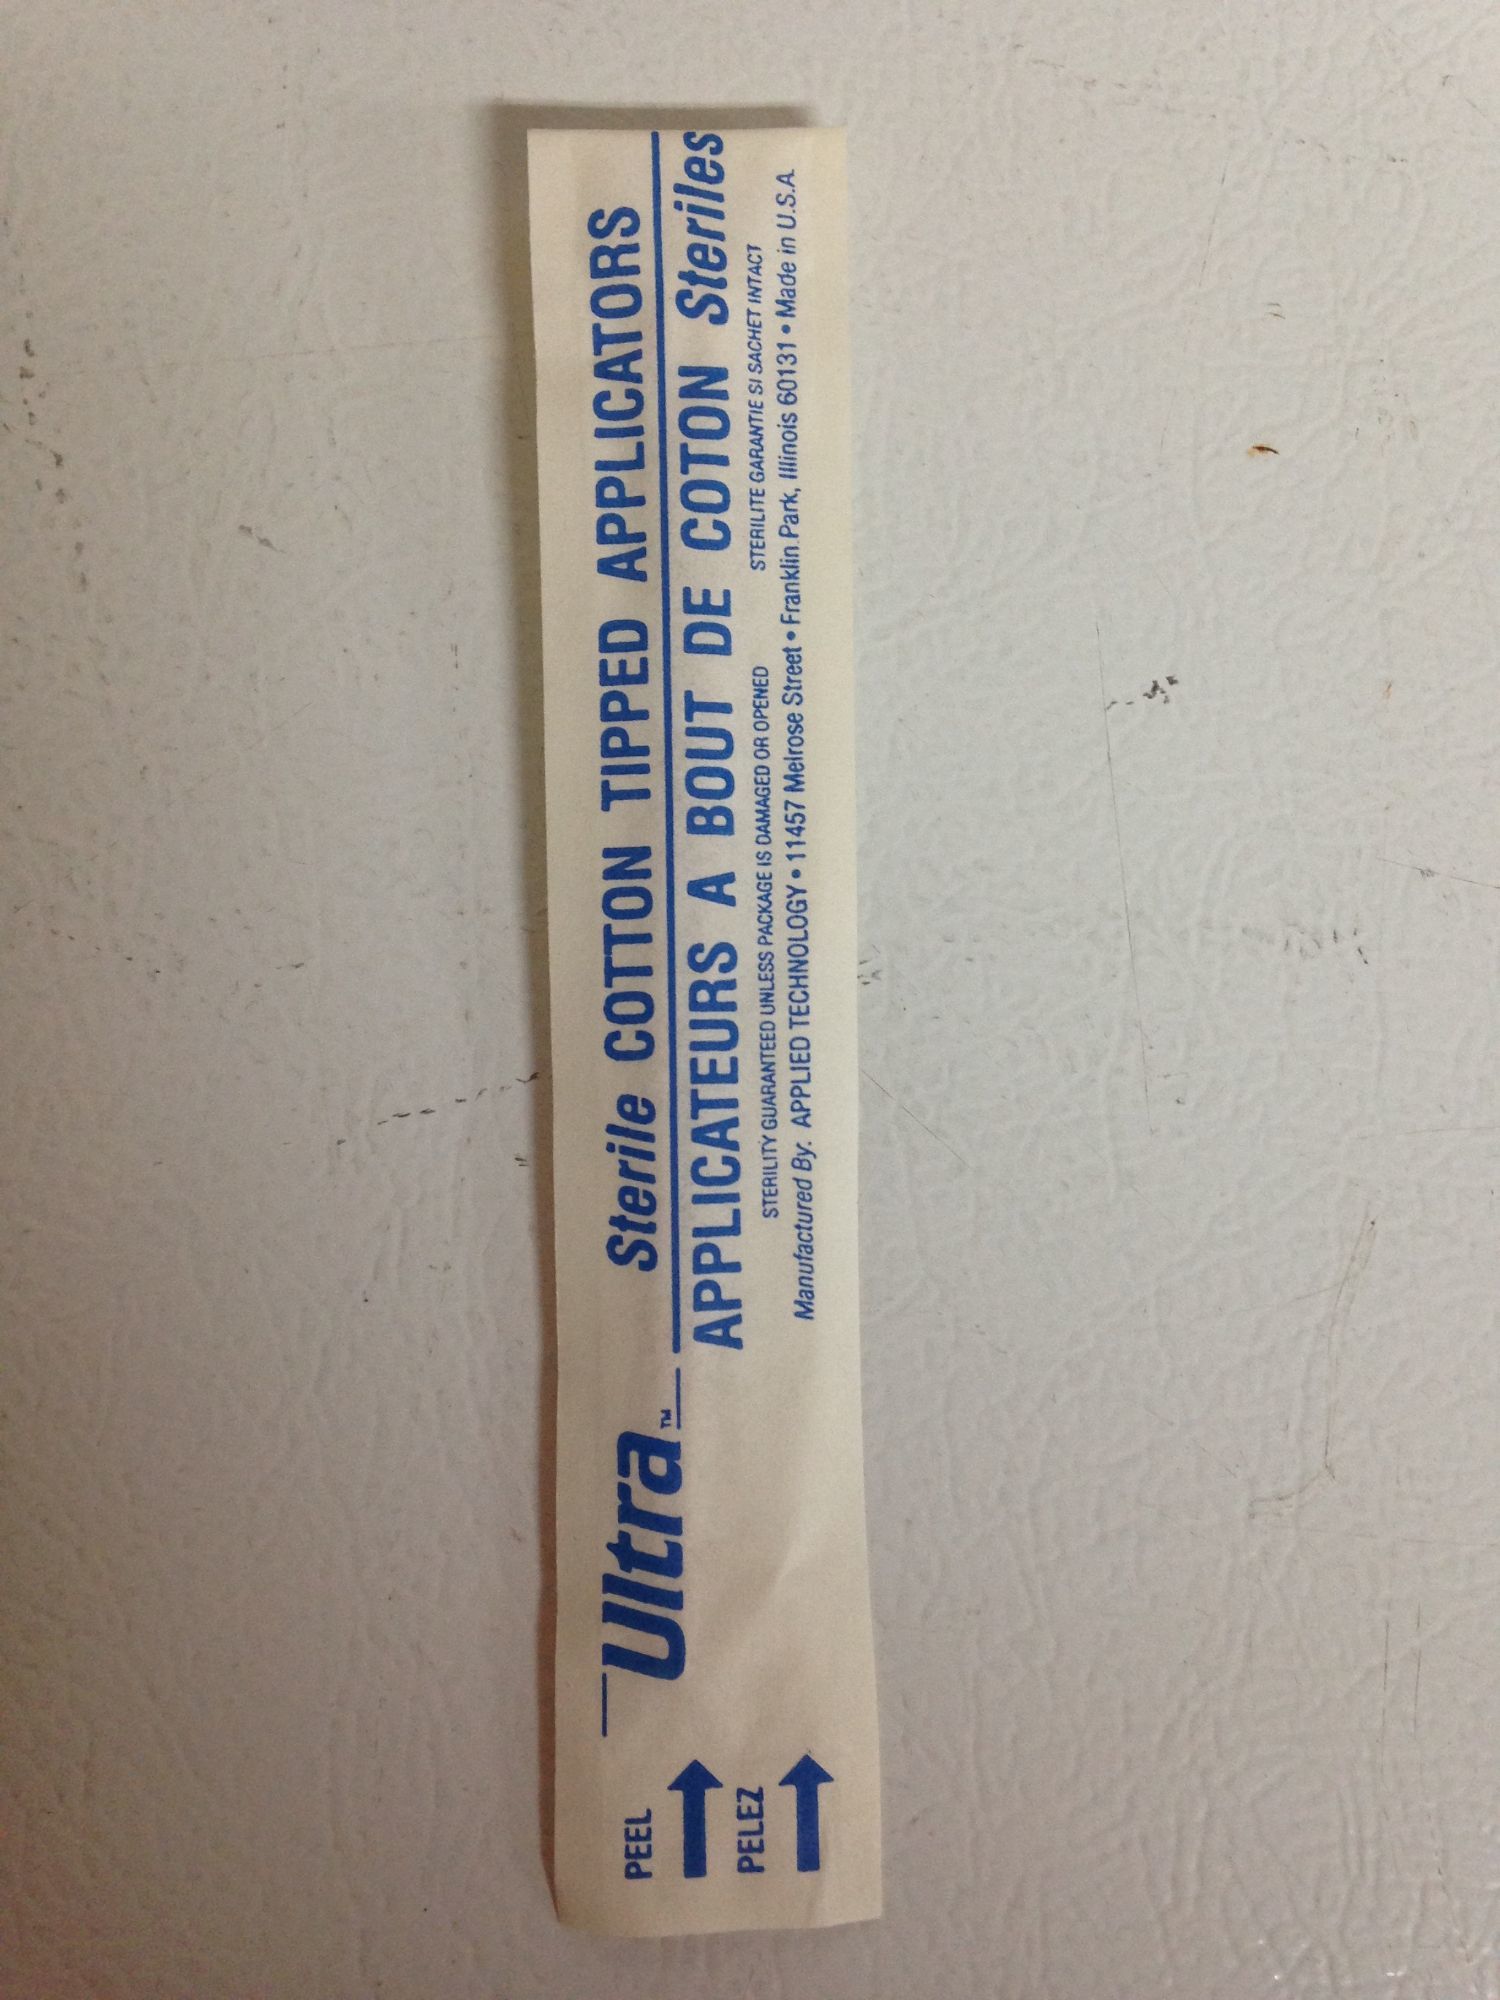 PEEL
PELEZ
Ultra™
Sterile COTTON TIPPED APPLICATORS
APPLICATEURS A BOUT DE COTON Steriles
STERILITY GUARANTEED UNLESS PACKAGE IS DAMAGED OR OPENED STERILITE GARANTIE SI SACHET INTACT
Manufactured By: APPLIED TECHNOLOGY • 11457 Melrose Street • Franklin Park, Illinois 60131 • Made in U.S.A.